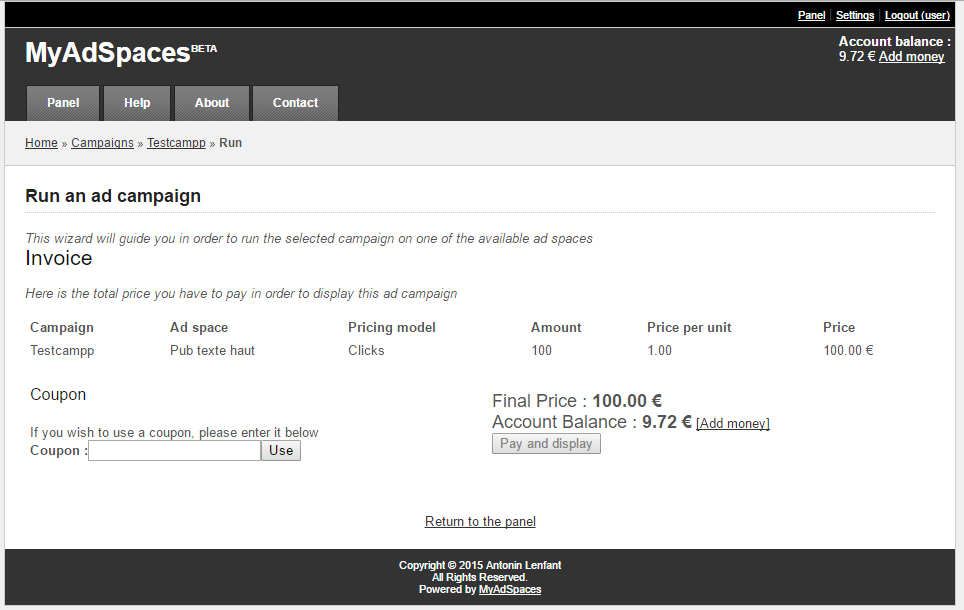 Panel | Settings | Logout (user)
MyAdSpaces BETA
Account balance :
9.72 € Add money
Panel Help About Contact
Home » Campaigns » Testcampp » Run
Run an ad campaign
This wizard will guide you in order to run the selected campaign on one of the available ad spaces
Invoice
Here is the total price you have to pay in order to display this ad campaign
Campaign Ad space Pricing model Amount Price per unit Price
Testcampp Pub texte haut Clicks 100 1.00 100.00 €
Coupon
If you wish to use a coupon, please enter it below
Coupon : Use
Final Price : 100.00 €
Account Balance : 9.72 € [Add money]
Pay and display
Return to the panel
Copyright © 2015 Antonin Lenfant
All Rights Reserved.
Powered by MyAdSpaces